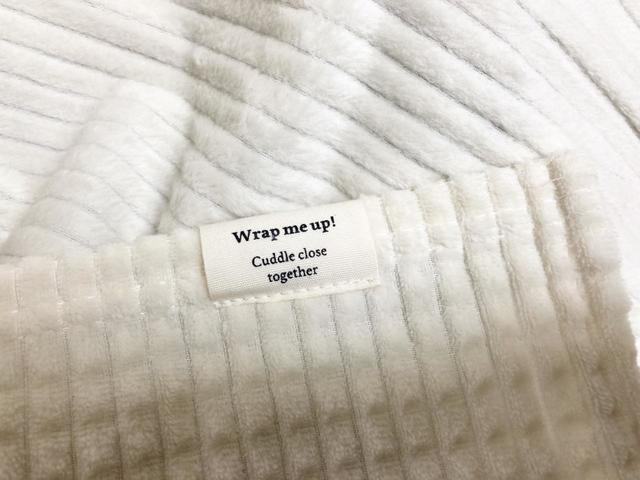 Wrap me up!
Cuddle close
together